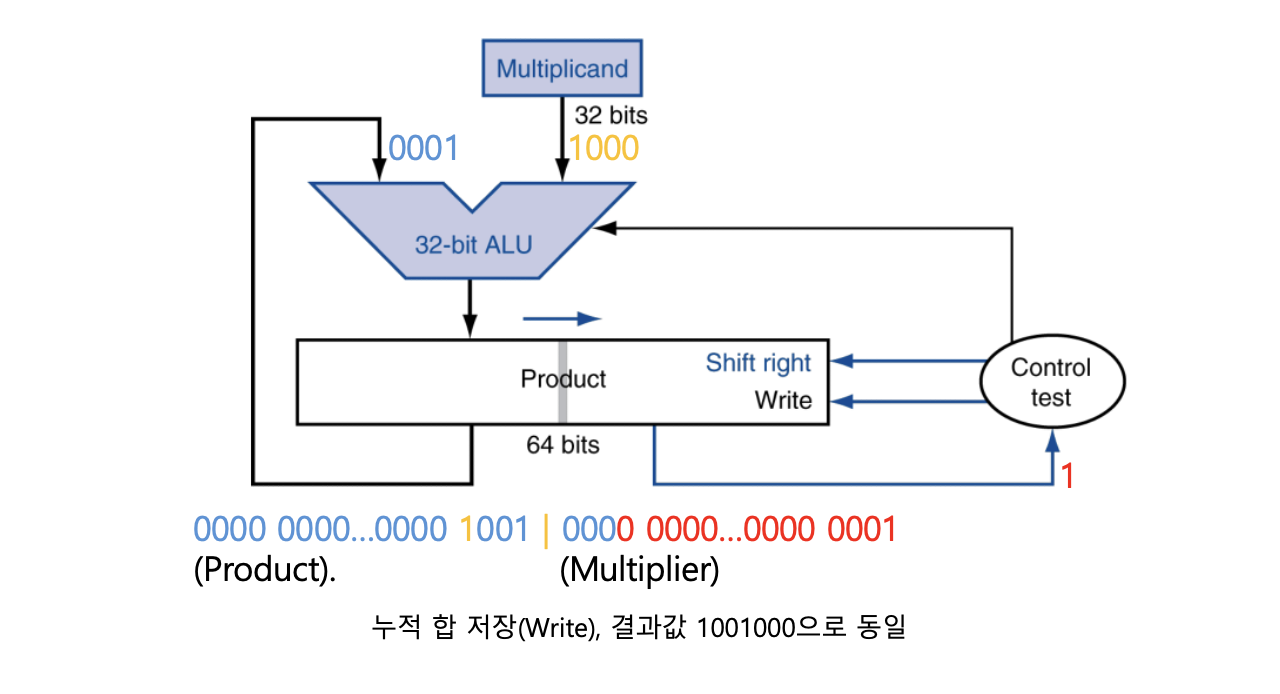 Multiplicand
32 bits
0001
1000
32-bit ALU
Product
Shift right
Write
Control
test
64 bits
1
0000 0000...0000 1001 | 0000 0000...0000 0001
(Product).
(Multiplier)
누적 합 저장(Write), 결과값 1001000으로 동일